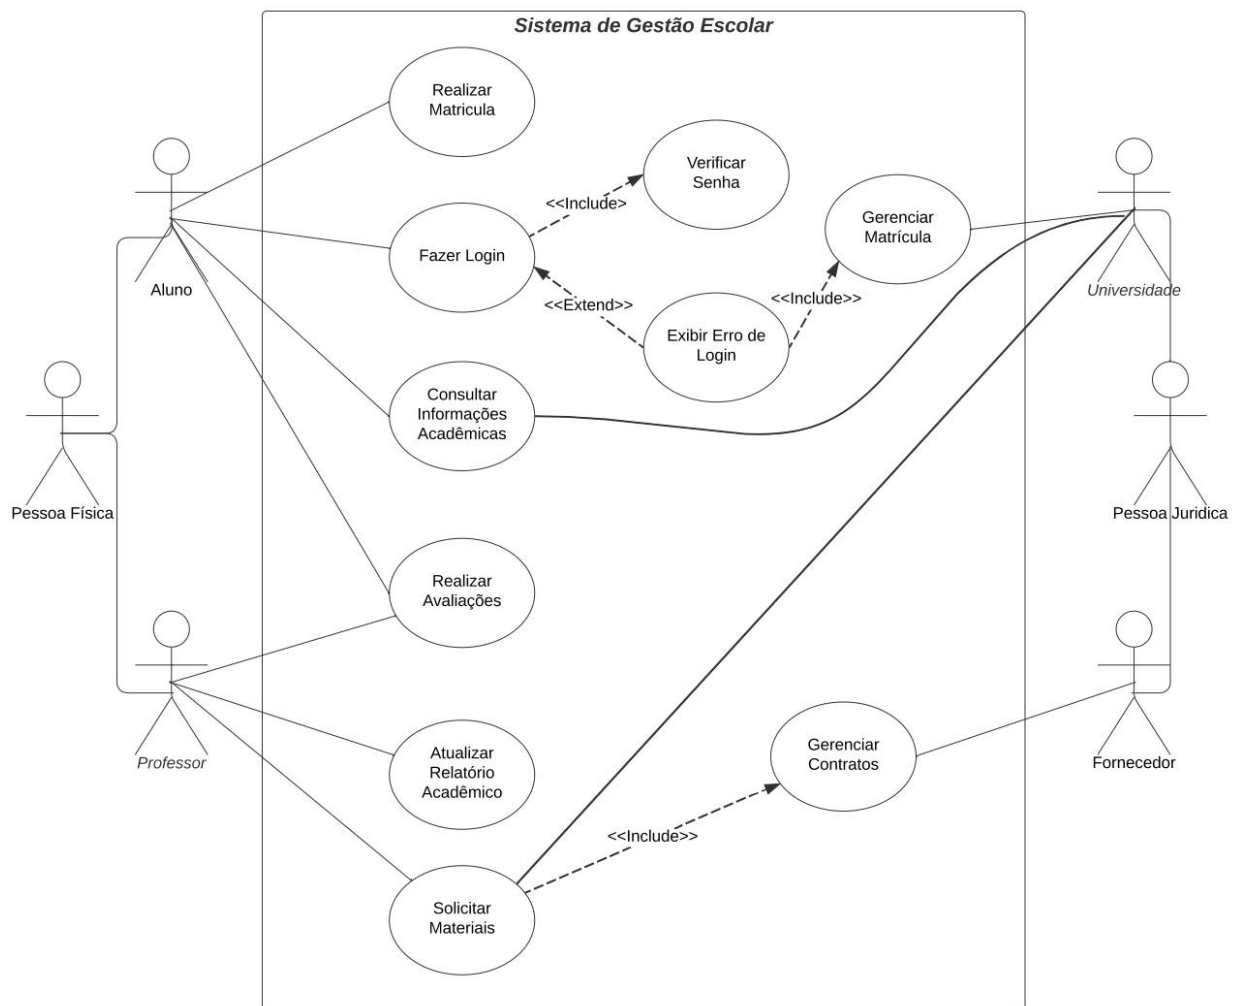 Sistema de Gestão Escolar
Realizar
Matricula
Verificar
Senha
<<Include>
Gerenciar
Matrícula
Fazer Login
Aluno
Universidade
<<Extend>>
<<Include>>
Exibir Erro de
Login
Consultar
Informações
Acadêmicas
Pessoa Física
Pessoa Juridica
Realizar
Avaliações
Professor
Atualizar
Relatório
Acadêmico
Gerenciar
Contratos
Fornecedor
<<Include>>
Solicitar
Materiais